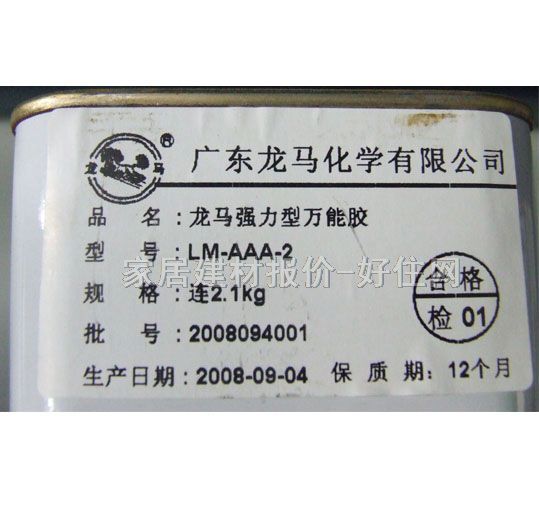 龙 马 ®
广东龙马化学有限公司
品 名：龙马强力型万能胶
型 号：LM-AAA-2
家居建材报价-好住网
规 格：连2.1kg
合格
检 01
批 号：2008094001
生产日期：2008-09-04 保 质 期：12个月